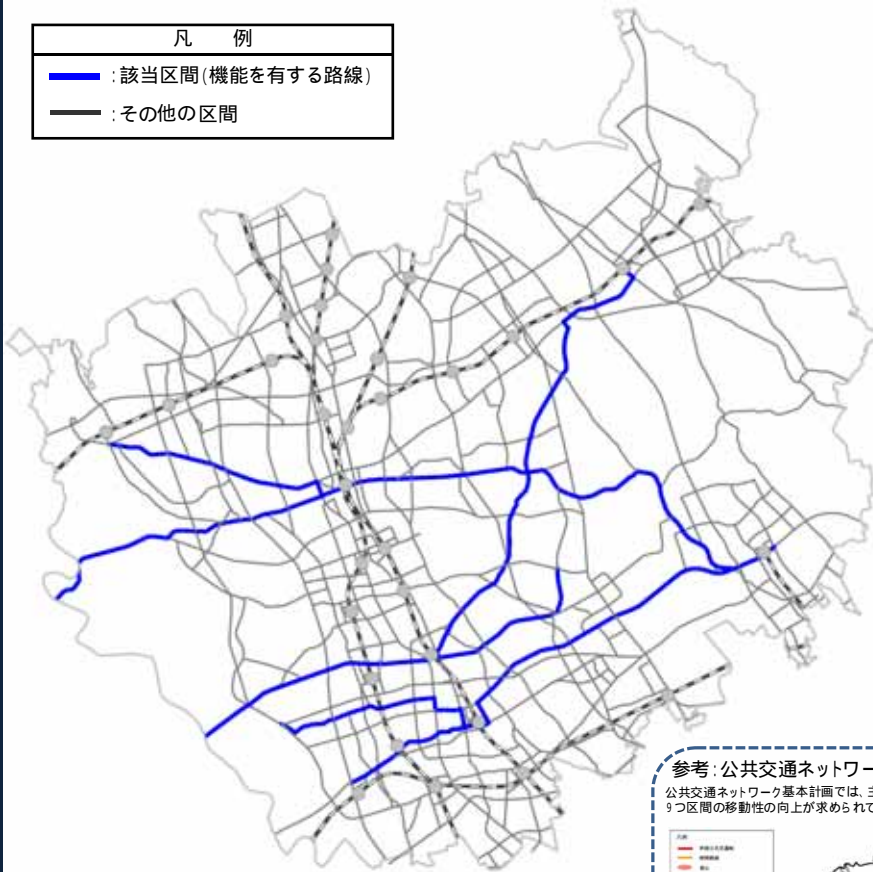 凡　例
：該当区間(機能を有する路線)
：その他の区間
参考：公共交通ネットワー
公共交通ネットワーク基本計画では、主
9つ区間の移動性の向上が求められて
凡例